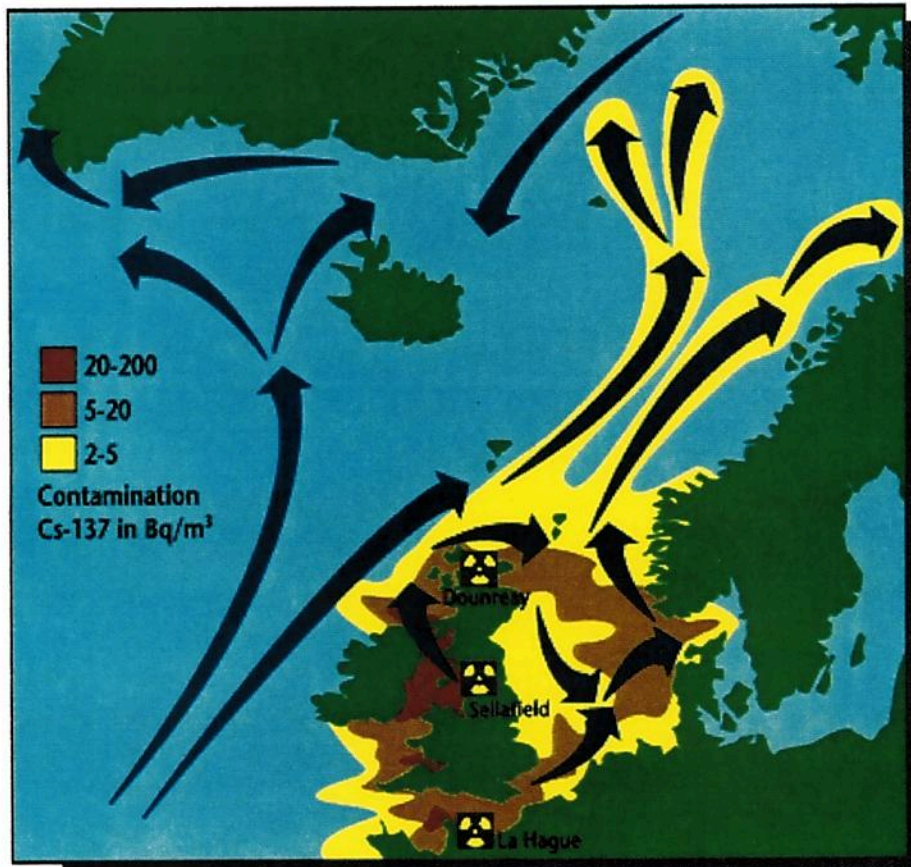 20-200
5-20
2-5
Contamination
Cs-137 in Bq/m³
Dounreay
Sellafield
La Hague